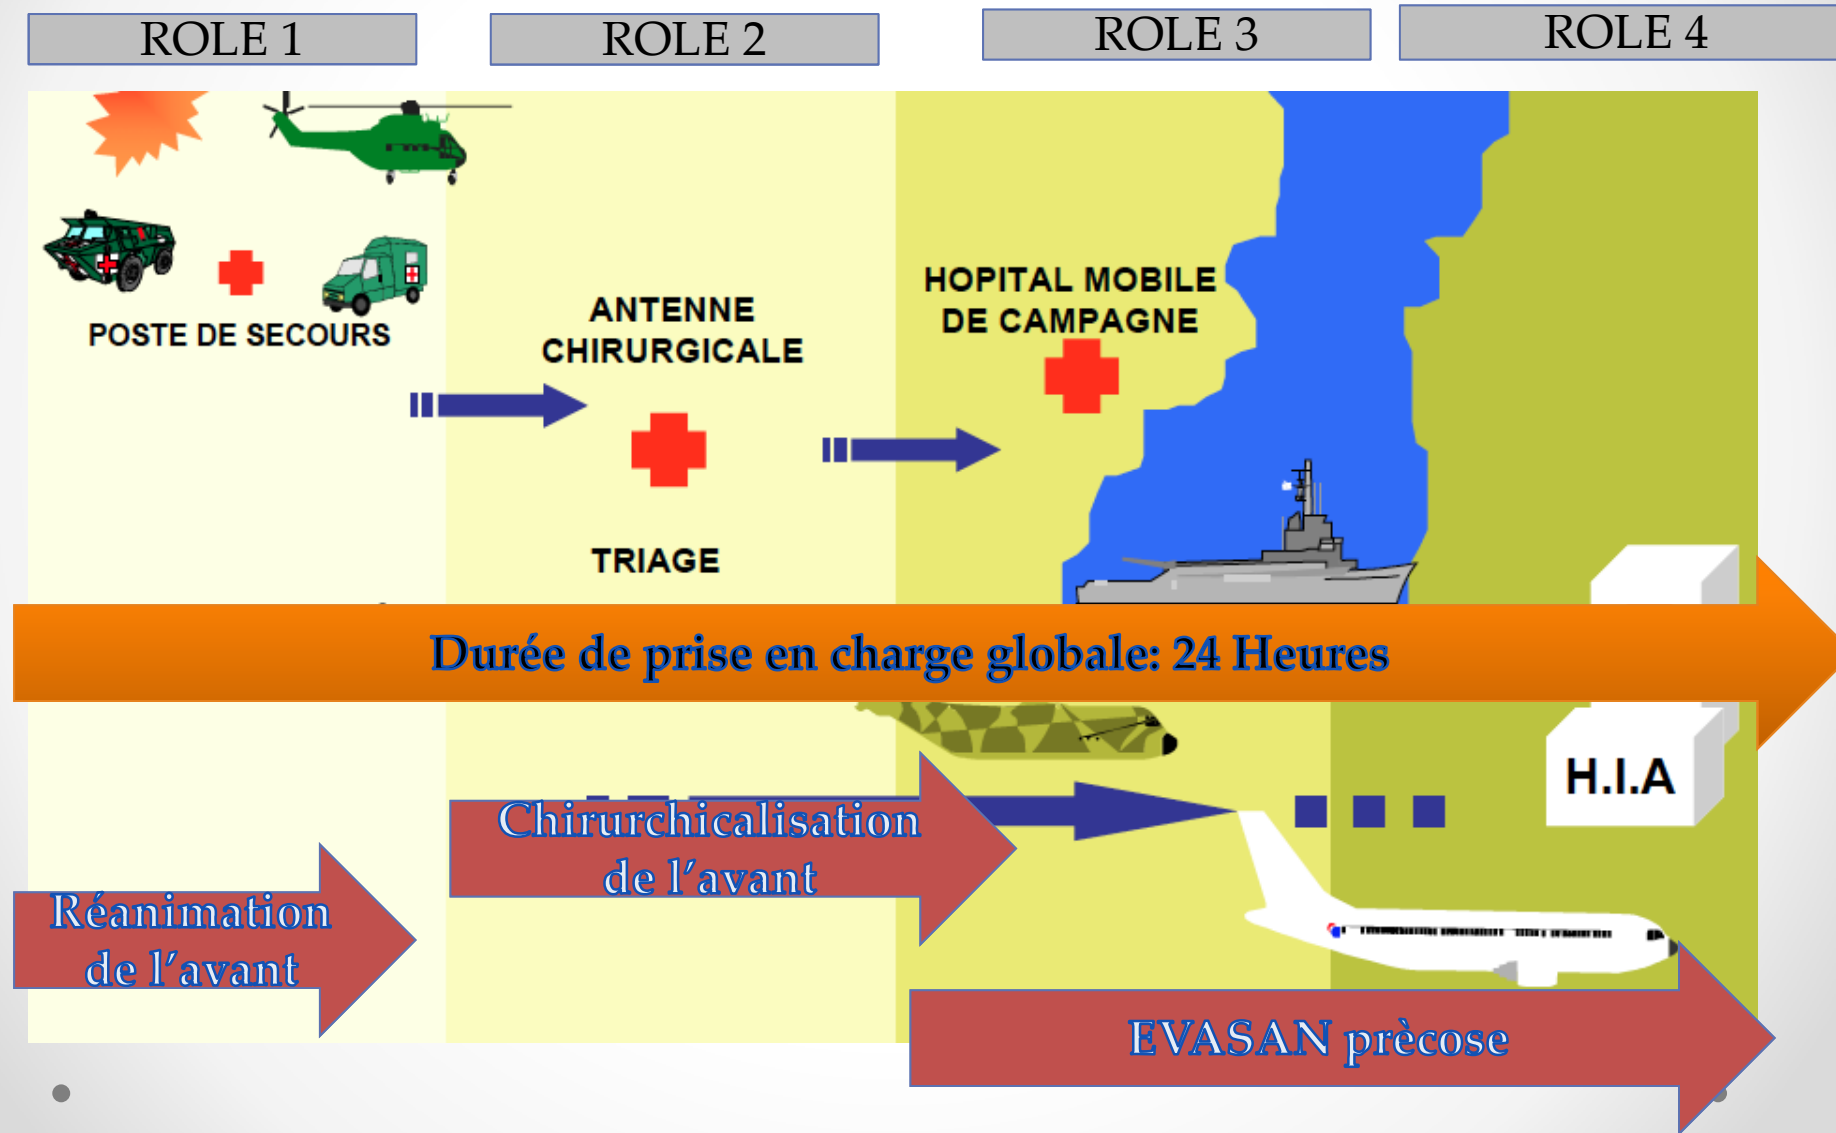 ROLE 1
ROLE 2
ROLE 3
ROLE 4
POSTE DE SECOURS
ANTENNE
CHIRURGICALE
TRIAGE
HOPITAL MOBILE
DE CAMPAGNE
Durée de prise en charge globale: 24 Heures
H.I.A
Chirurchicalisation
de l’avant
Réanimation
de l’avant
EVASAN prècose